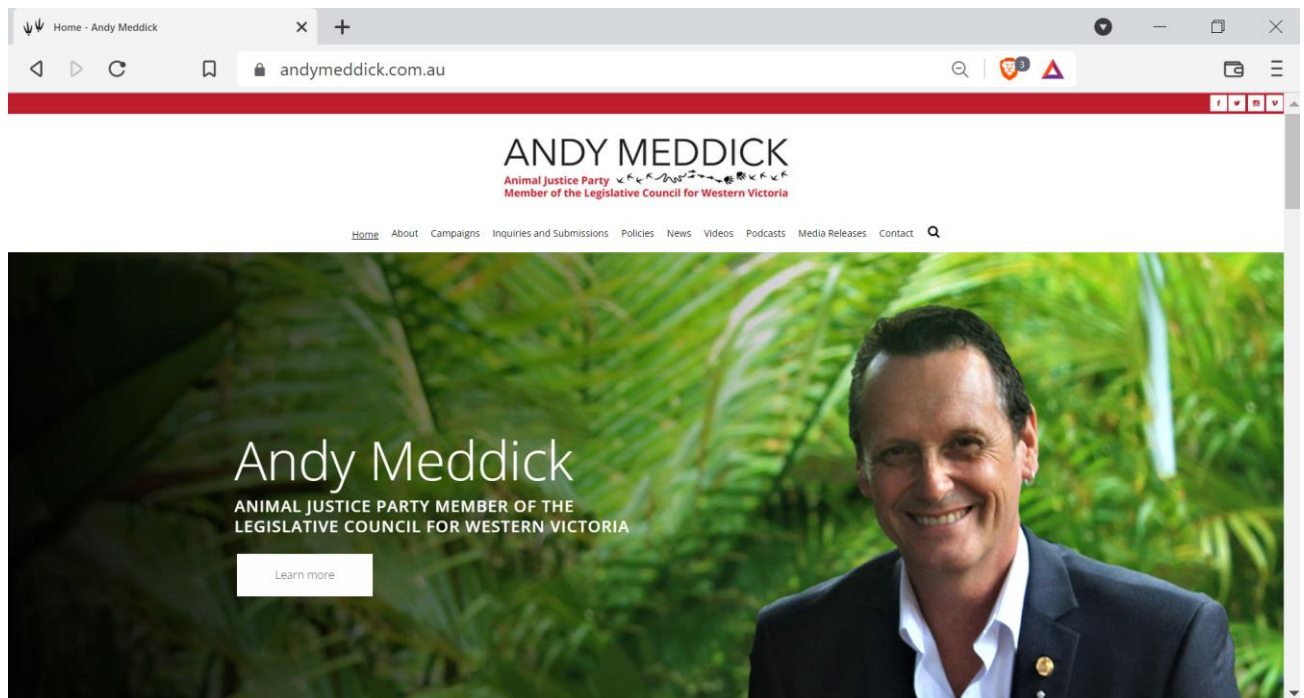 Home - Andy Meddick
andymeddick.com.au
3
ANDY MEDDICK
Animal Justice Party
Member of the Legislative Council for Western Victoria
Home About Campaigns Inquiries and Submissions Policies News Videos Podcasts Media Releases Contact
Andy Meddick
ANIMAL JUSTICE PARTY MEMBER OF THE
LEGISLATIVE COUNCIL FOR WESTERN VICTORIA
Learn more